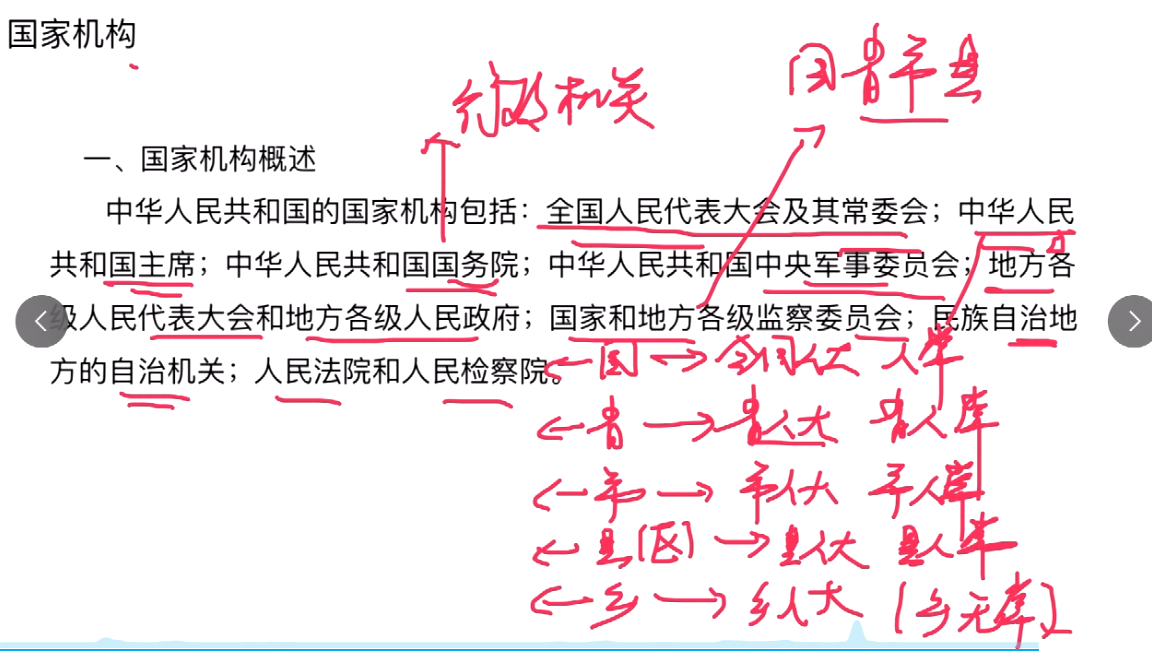 国家机构
国省市县
行政机关
一、国家机构概述
中华人民共和国的国家机构包括：全国人民代表大会及其常委会；中华人民
共和国主席；中华人民共和国国务院；中华人民共和国中央军事委员会；地方各
级人民代表大会和地方各级人民政府；国家和地方各级监察委员会；民族自治地
方的自治机关；人民法院和人民检察院。
←国↔全国人大 人常
←省→省人大 省人常
←市→市人大 市人常
←县(区)→县人大 县人常
←乡→乡人大 (乡无常)